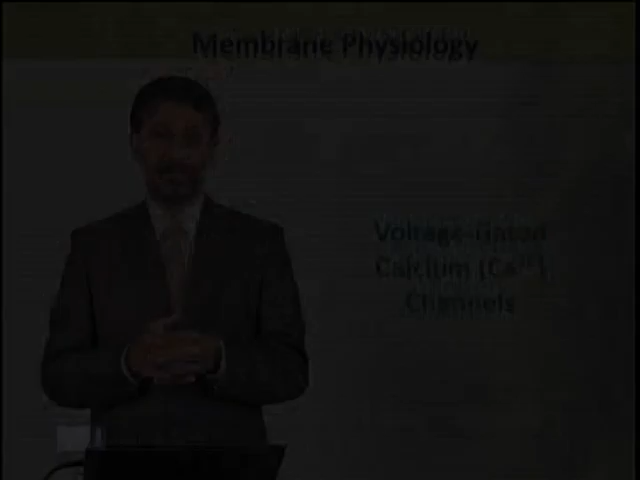 Membrane Physiology
Voltage-Gated
Calcium (Ca²⁺)
Channels